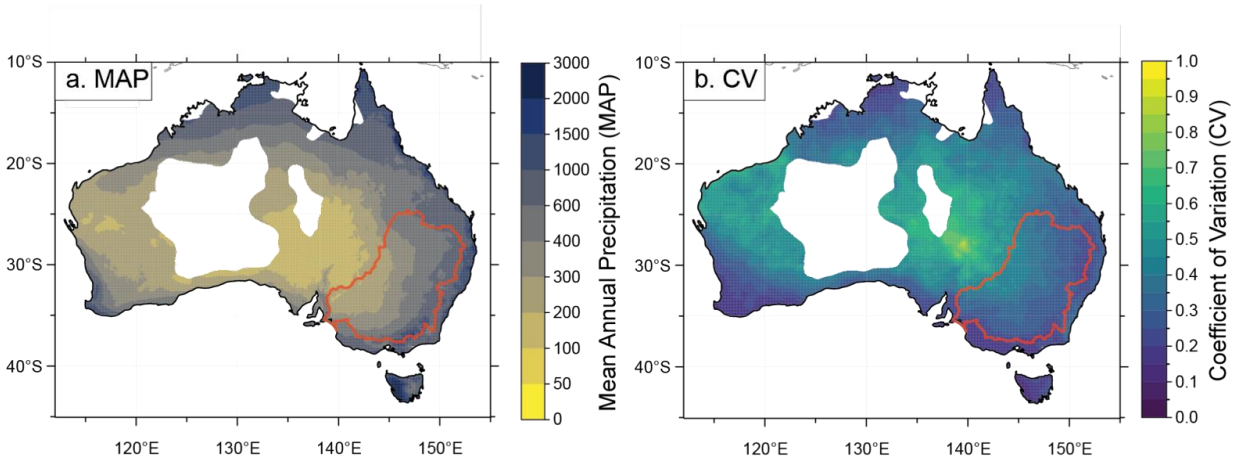 a. MAP
10°S
20°S
30°S
40°S
120°E
130°E
140°E
150°E
3000
2000
1500
1000
600
400
300
200
100
50
0
Mean Annual Precipitation (MAP)
b. CV
10°S
20°S
30°S
40°S
120°E
130°E
140°E
150°E
1.0
0.9
0.8
0.7
0.6
0.5
0.4
0.3
0.2
0.1
0.0
Coefficient of Variation (CV)